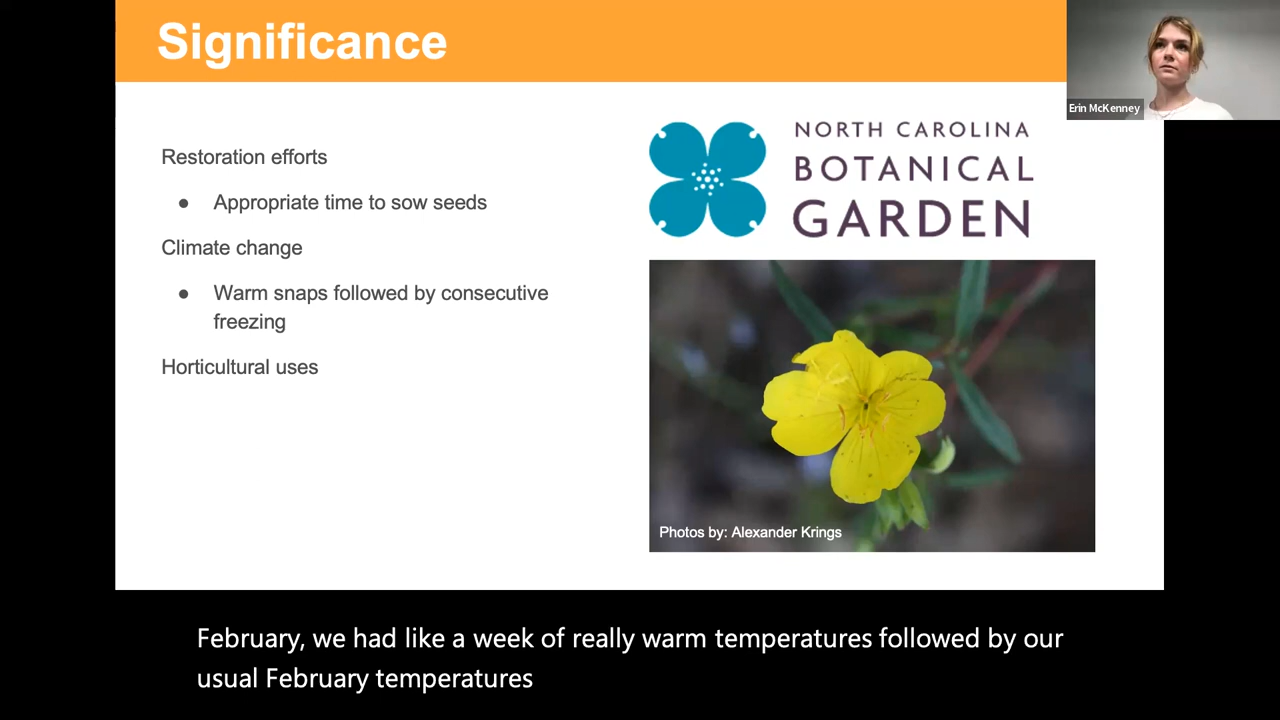 Significance
Erin McKenney
Restoration efforts
● Appropriate time to sow seeds
Climate change
● Warm snaps followed by consecutive
freezing
Horticultural uses
NORTH CAROLINA
BOTANICAL
GARDEN
Photos by: Alexander Krings
February, we had like a week of really warm temperatures followed by our
usual February temperatures